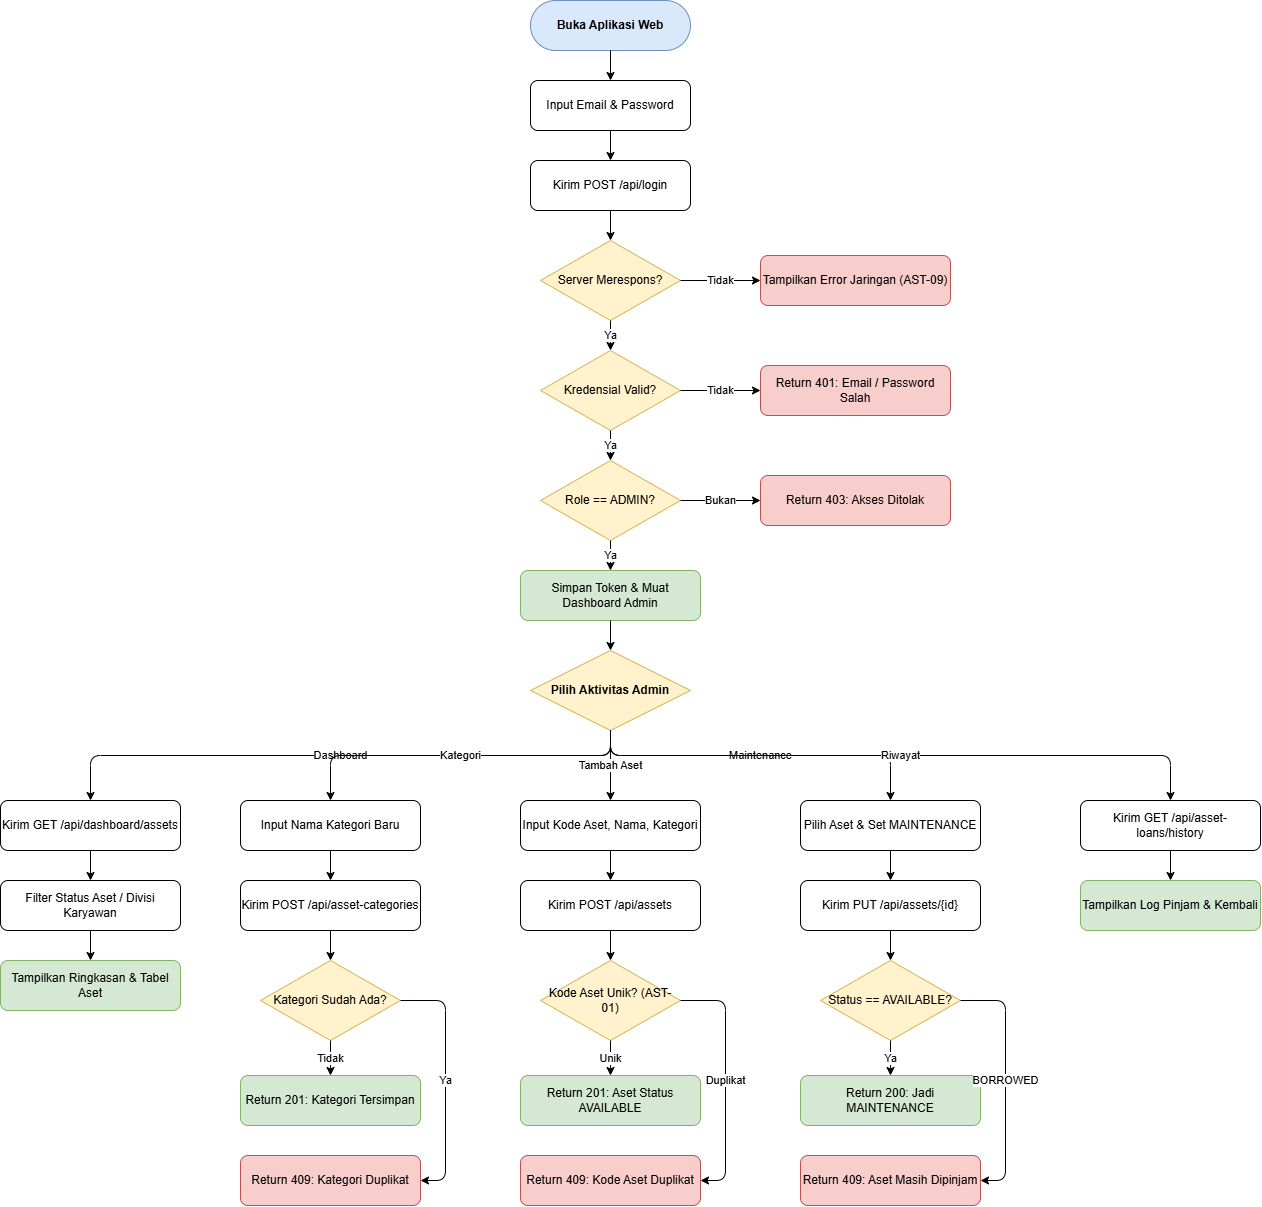 Buka Aplikasi Web
Input Email & Password
Kirim POST /api/login
Server Merespons?
Tidak
Tampilkan Error Jaringan (AST-09)
Ya
Kredensial Valid?
Tidak
Return 401: Email / Password
Salah
Ya
Role == ADMIN?
Bukan
Return 403: Akses Ditolak
Ya
Simpan Token & Muat
Dashboard Admin
Pilih Aktivitas Admin
Dashboard
Kategori
Tambah Aset
Maintenance
Riwayat
Kirim GET /api/dashboard/assets
Input Nama Kategori Baru
Input Kode Aset, Nama, Kategori
Pilih Aset & Set MAINTENANCE
Kirim GET /api/asset-
loans/history
Filter Status Aset / Divisi
Karyawan
Kirim POST /api/asset-categories
Kirim POST /api/assets
Kirim PUT /api/assets/{id}
Tampilkan Log Pinjam & Kembali
Tampilkan Ringkasan & Tabel
Aset
Kategori Sudah Ada?
Kode Aset Unik? (AST-
01)
Status == AVAILABLE?
Tidak
Ya
Unik
Duplikat
Ya
BORROWED
Return 201: Kategori Tersimpan
Return 201: Aset Status
AVAILABLE
Return 200: Jadi
MAINTENANCE
Return 409: Kategori Duplikat
Return 409: Kode Aset Duplikat
Return 409: Aset Masih Dipinjam